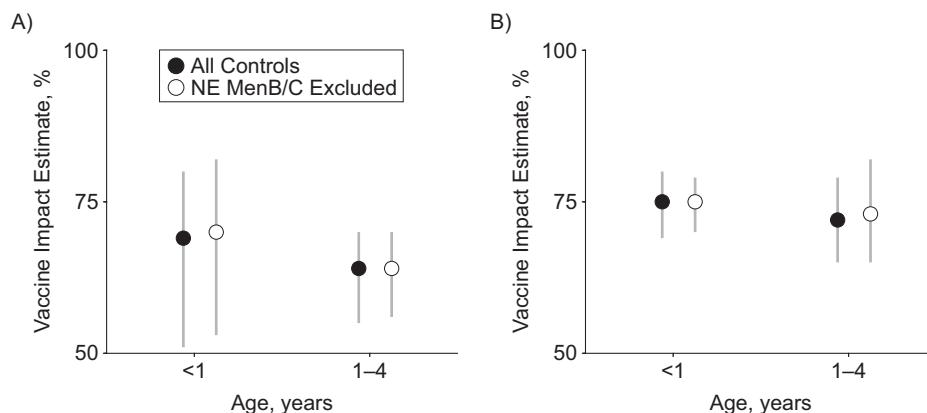 A)
100
All Controls
NE MenB/C Excluded
75
50
Vaccine Impact Estimate, %
<1
1–4
Age, years
B)
100
75
50
Vaccine Impact Estimate, %
<1
1–4
Age, years